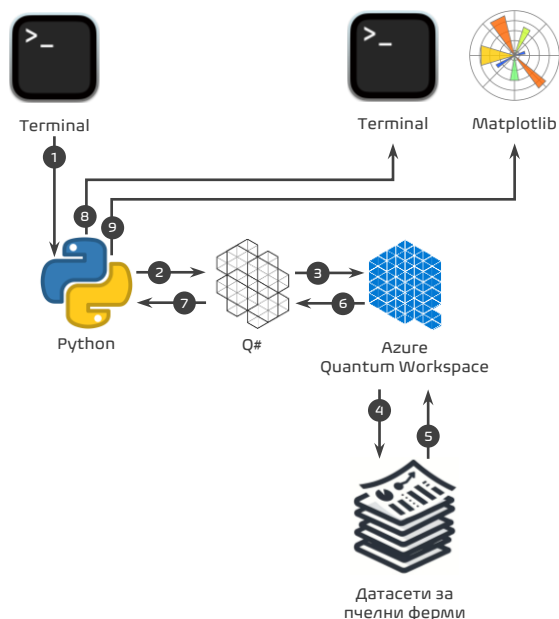 >_
>_
Terminal
Terminal
Matplotlib
1
8
9
2
3
7
6
Python
Q#
Azure
Quantum Workspace
4
5
Датасети за
пчелни ферми